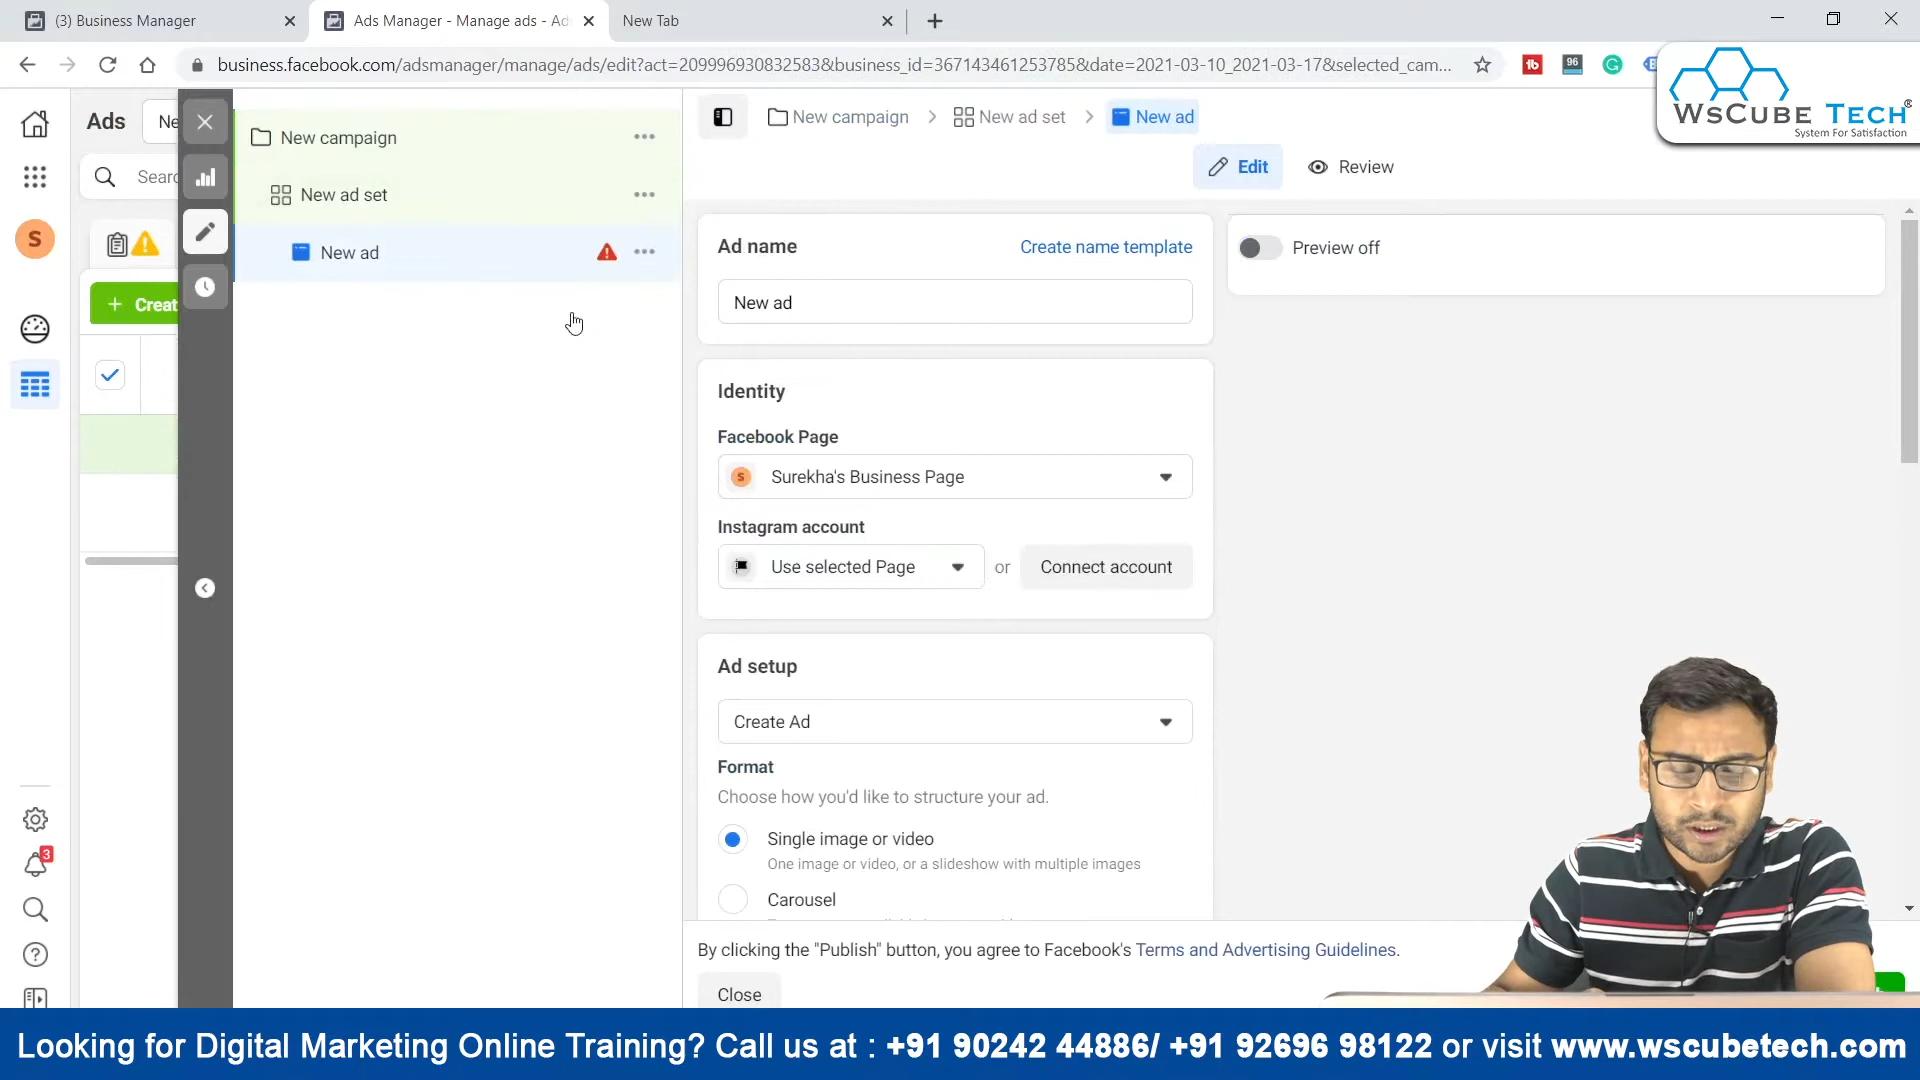 (3) Business Manager
Ads Manager - Manage ads - Ad
New Tab
business.facebook.com/adsmanager/manage/ads/edit?act=209996930832583&business_id=367143461253785&date=2021-03-10_2021-03-17&selected_cam...
96
WsCube Tech®
System For Satisfaction
Ads
Ne
New campaign
New campaign
New ad set
New ad
Edit
Review
Sear
New ad set
S
New ad
Ad name
Create name template
Preview off
New ad
Creat
Identity
Facebook Page
S
Surekha's Business Page
Instagram account
Use selected Page
or
Connect account
Ad setup
Create Ad
Format
Choose how you'd like to structure your ad.
Single image or video
One image or video, or a slideshow with multiple images
3
Carousel
By clicking the "Publish" button, you agree to Facebook's Terms and Advertising Guidelines.
Close
Looking for Digital Marketing Online Training? Call us at : +91 90242 44886/ +91 92696 98122 or visit www.wscubetech.com